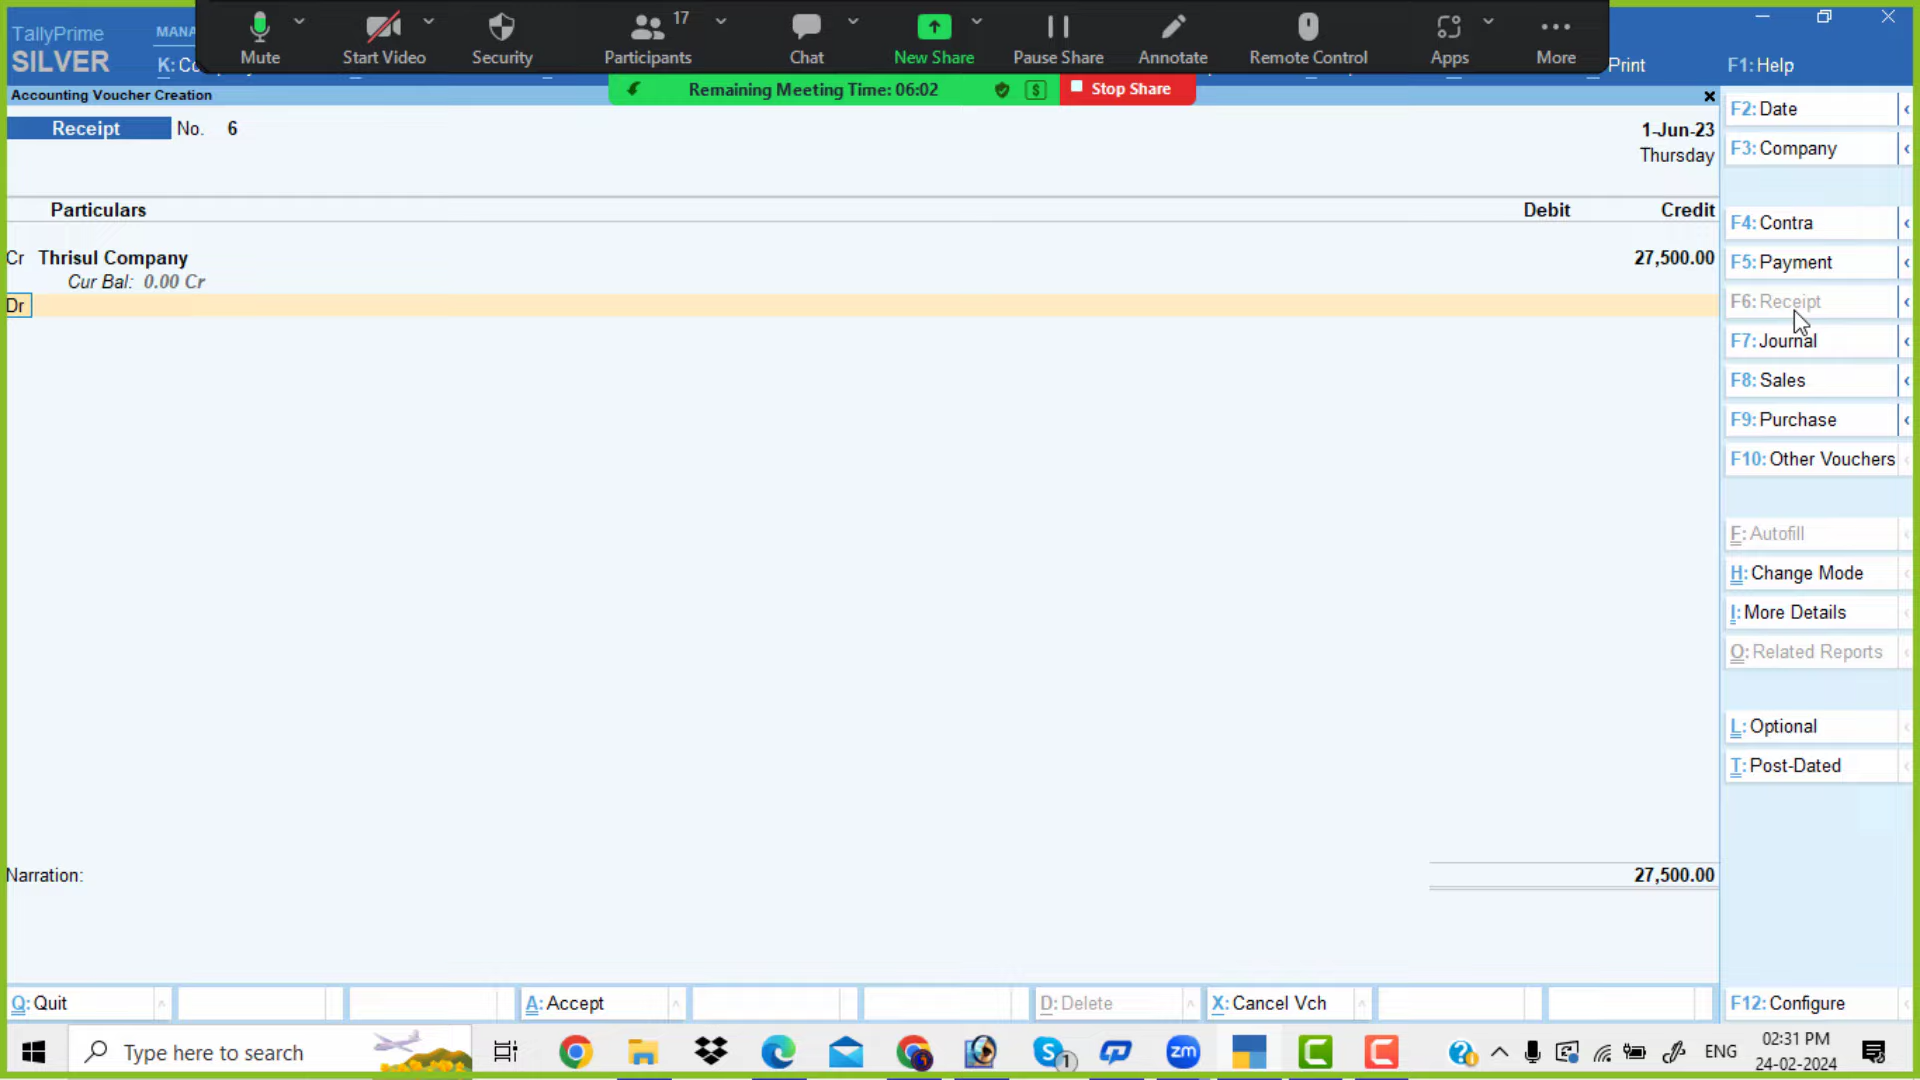 TallyPrime
SILVER
MANA
K: Co
Mute
Start Video
Security
Participants
17
Chat
New Share
Pause Share
Annotate
Remote Control
Apps
More
Print
F1: Help
Remaining Meeting Time: 06:02
Stop Share
Accounting Voucher Creation
Receipt No. 6
1-Jun-23
Thursday
Particulars Debit Credit
Cr Thrisul Company 27,500.00
Cur Bal: 0.00 Cr
Dr
Narration: 27,500.00
F2: Date
F3: Company
F4: Contra
F5: Payment
F6: Receipt
F7: Journal
F8: Sales
F9: Purchase
F10: Other Vouchers
F: Autofill
H: Change Mode
I: More Details
O: Related Reports
L: Optional
T: Post-Dated
F12: Configure
Q: Quit
A: Accept
D: Delete
X: Cancel Vch
Type here to search
1
zm
ENG
02:31 PM
24-02-2024